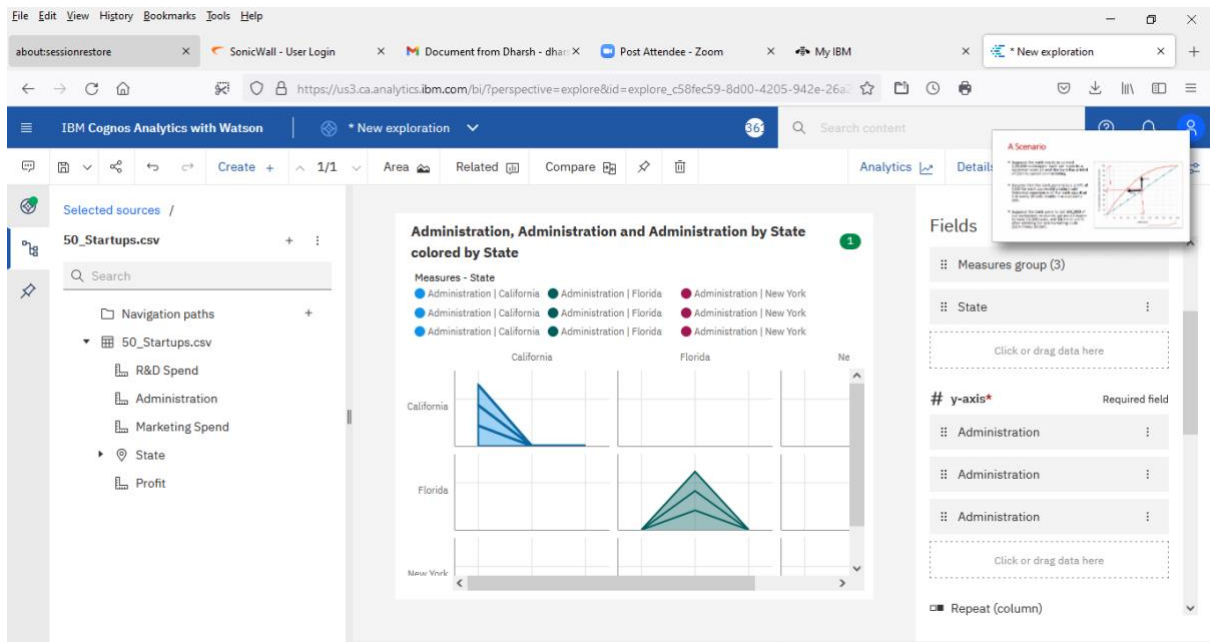 File Edit View History Bookmarks Tools Help
about:sessionrestore SonicWall - User Login Document from Dharsh - dhar Post Attendee - Zoom My IBM * New exploration
https://us3.ca.analytics.ibm.com/bi/?perspective=explore&id=explore_c58fec59-8d00-4205-942e-26a
IBM Cognos Analytics with Watson * New exploration 361 Search content
Create + 1/1 Area Related Compare Analytics Details
Selected sources /
50_Startups.csv
Search
Navigation paths
50_Startups.csv
R&D Spend
Administration
Marketing Spend
State
Profit
Administration, Administration and Administration by State
colored by State
1
Measures - State
Administration | California Administration | Florida Administration | New York
Administration | California Administration | Florida Administration | New York
Administration | California Administration | Florida Administration | New York
California Florida Ne
California
Florida
New York
A Scenario
Fields
Measures group (3)
State
Click or drag data here
# y-axis* Required field
Administration
Administration
Administration
Click or drag data here
Repeat (column)